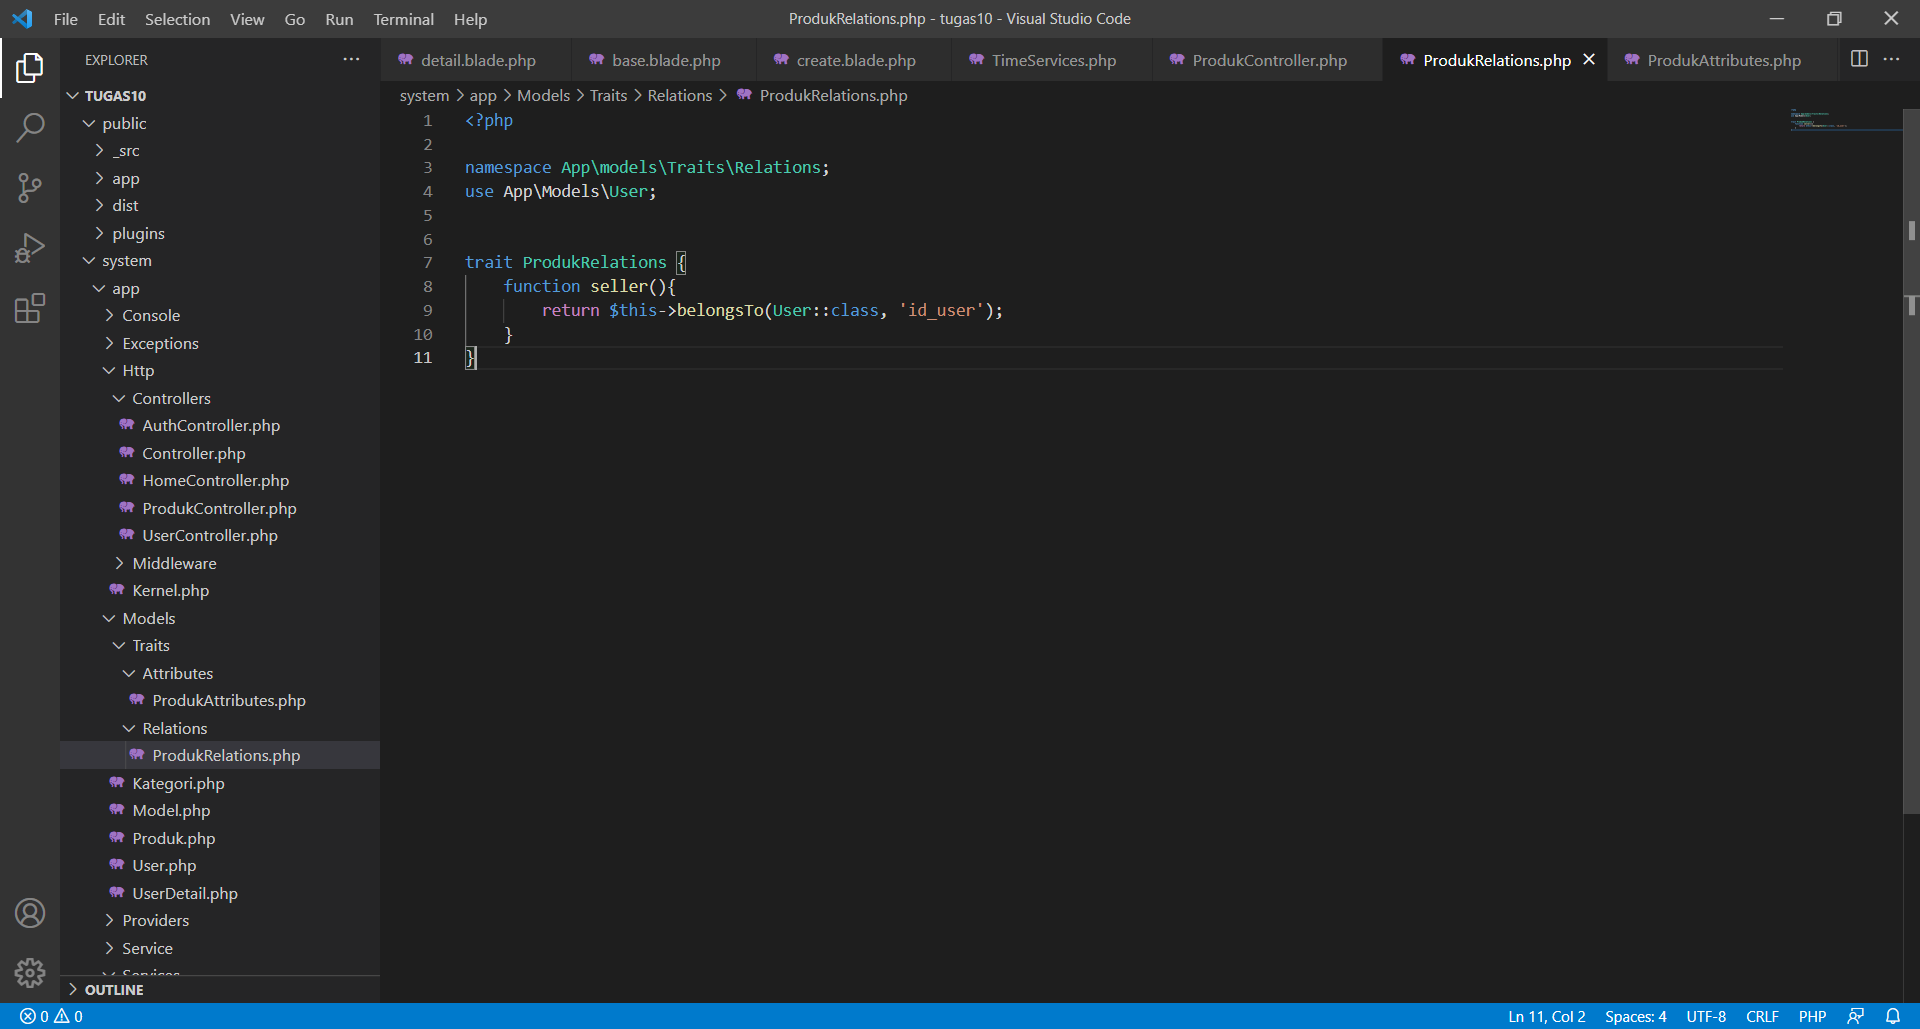 File Edit Selection View Go Run Terminal Help
ProdukRelations.php - tugas10 - Visual Studio Code
EXPLORER
TUGAS10
public
_src
app
dist
plugins
system
app
Console
Exceptions
Http
Controllers
AuthController.php
Controller.php
HomeController.php
ProdukController.php
UserController.php
Middleware
Kernel.php
Models
Traits
Attributes
ProdukAttributes.php
Relations
ProdukRelations.php
Kategori.php
Model.php
Produk.php
User.php
UserDetail.php
Providers
Service
Services
OUTLINE
detail.blade.php base.blade.php create.blade.php TimeServices.php ProdukController.php ProdukRelations.php ProdukAttributes.php
system > app > Models > Traits > Relations > ProdukRelations.php
1 <?php
2
3 namespace App\models\Traits\Relations;
4 use App\Models\User;
5
6
7 trait ProdukRelations {
8     function seller(){
9         return $this->belongsTo(User::class, 'id_user');
10     }
11 }
0 0
Ln 11, Col 2 Spaces: 4 UTF-8 CRLF PHP